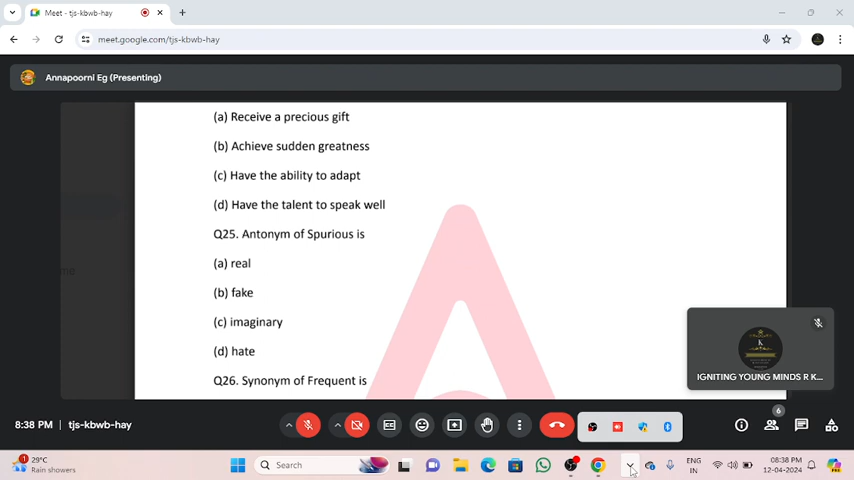 Meet - tjs-kbwb-hay
meet.google.com/tjs-kbwb-hay
Annapoorni Eg (Presenting)
(a) Receive a precious gift
(b) Achieve sudden greatness
(c) Have the ability to adapt
(d) Have the talent to speak well
Q25. Antonym of Spurious is
(a) real
(b) fake
(c) imaginary
(d) hate
Q26. Synonym of Frequent is
K
IGNITING YOUNG MINDS R K...
8:38 PM | tjs-kbwb-hay
6
1
29°C
Rain showers
Search
ENG
IN
08:38 PM
12-04-2024